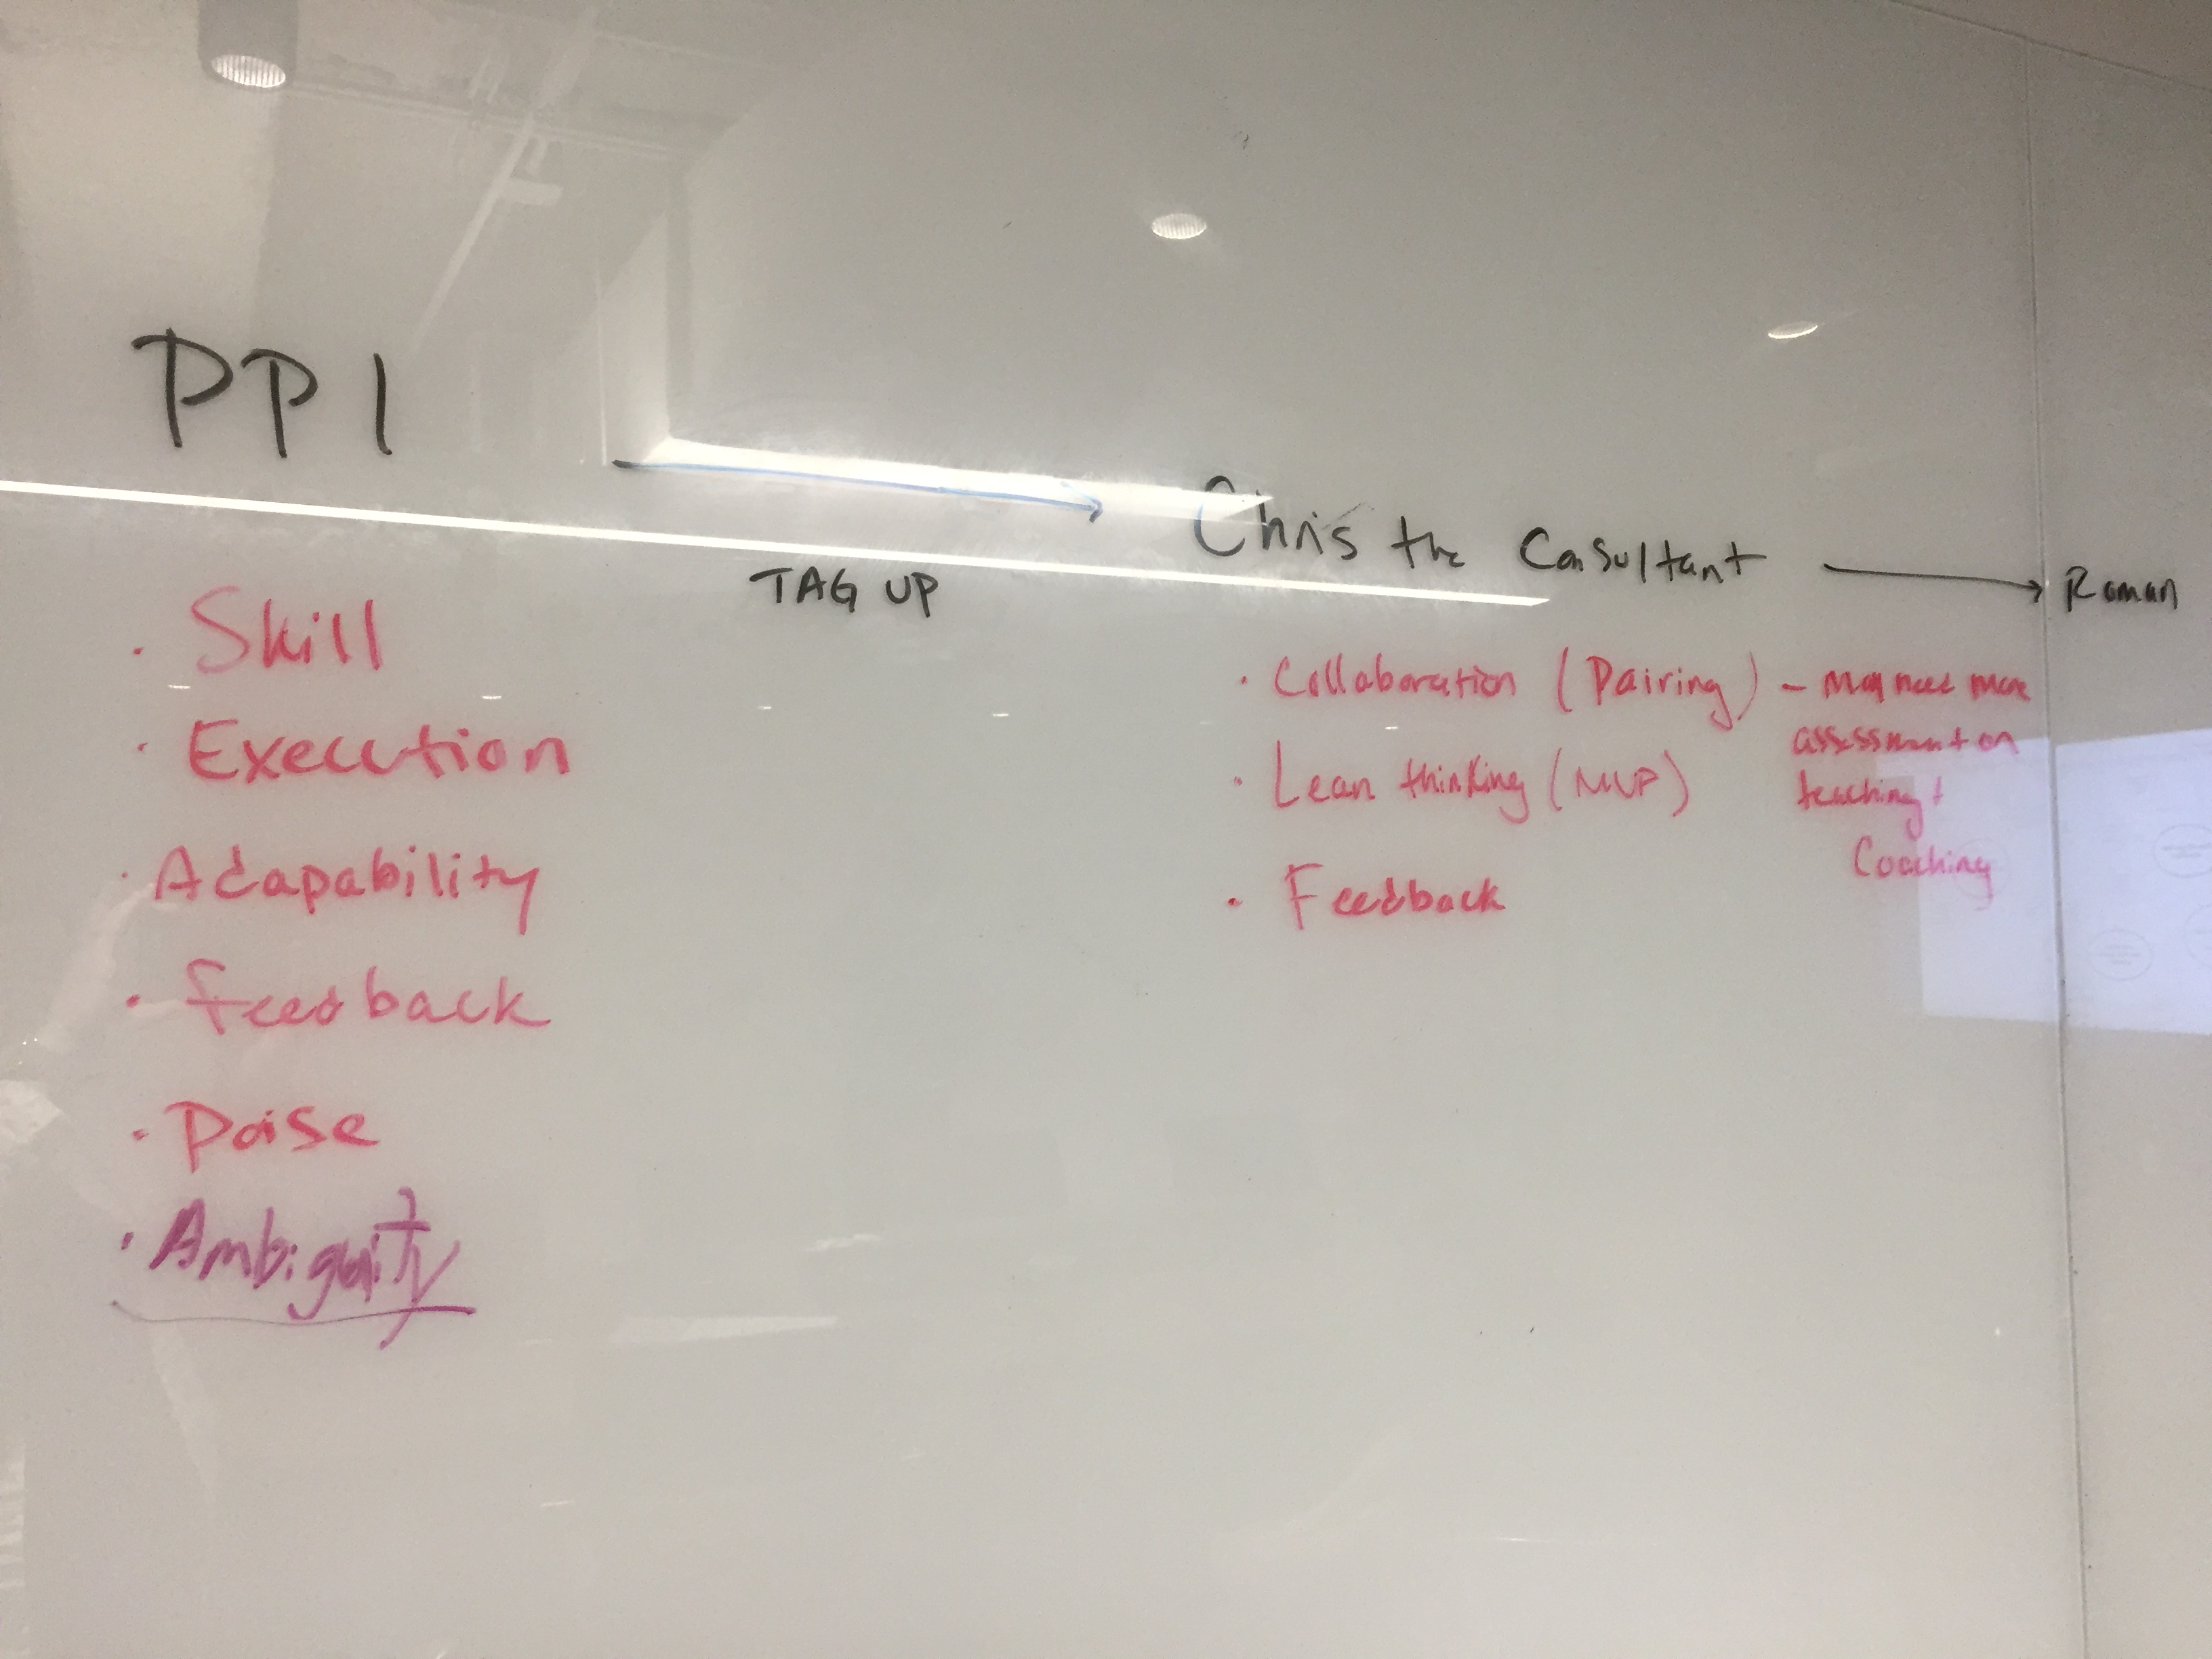 PPI
TAG UP
Chris the Consultant
Roman
· Skill
· Execution
· Adapability
· Feedback
· Poise
· Ambiguity
· Collaboration (Pairing) – may need more
assessment on
teaching +
Coaching
· Lean thinking (MVP)
· Feedback